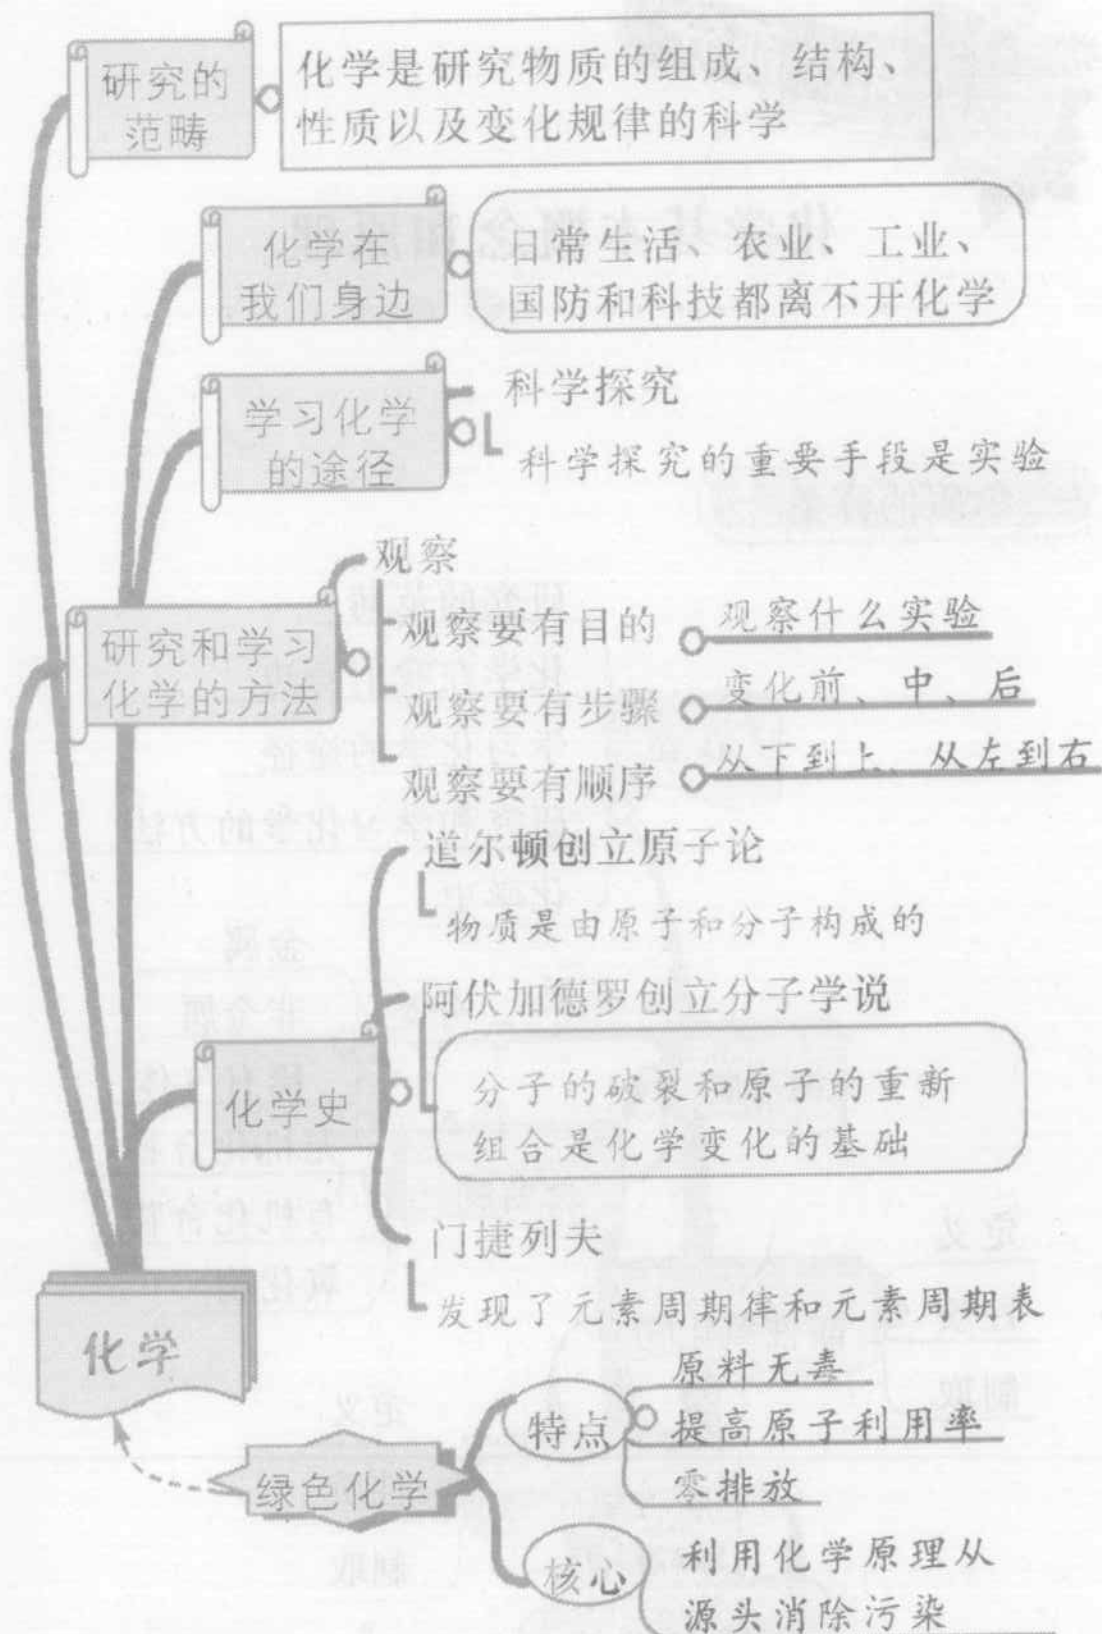 研究的
范畴
化学是研究物质的组成、结构、
性质以及变化规律的科学
化学在
我们身边
日常生活、农业、工业、
国防和科技都离不开化学
学习化学
的途径
科学探究
科学探究的重要手段是实验
研究和学习
化学的方法
观察
观察要有目的
观察什么实验
观察要有步骤
变化前、中、后
观察要有顺序
从下到上、从左到右
化学史
道尔顿创立原子论
物质是由原子和分子构成的
阿伏加德罗创立分子学说
分子的破裂和原子的重新
组合是化学变化的基础
门捷列夫
发现了元素周期律和元素周期表
化学
绿色化学
特点
原料无毒
提高原子利用率
零排放
核心
利用化学原理从
源头消除污染